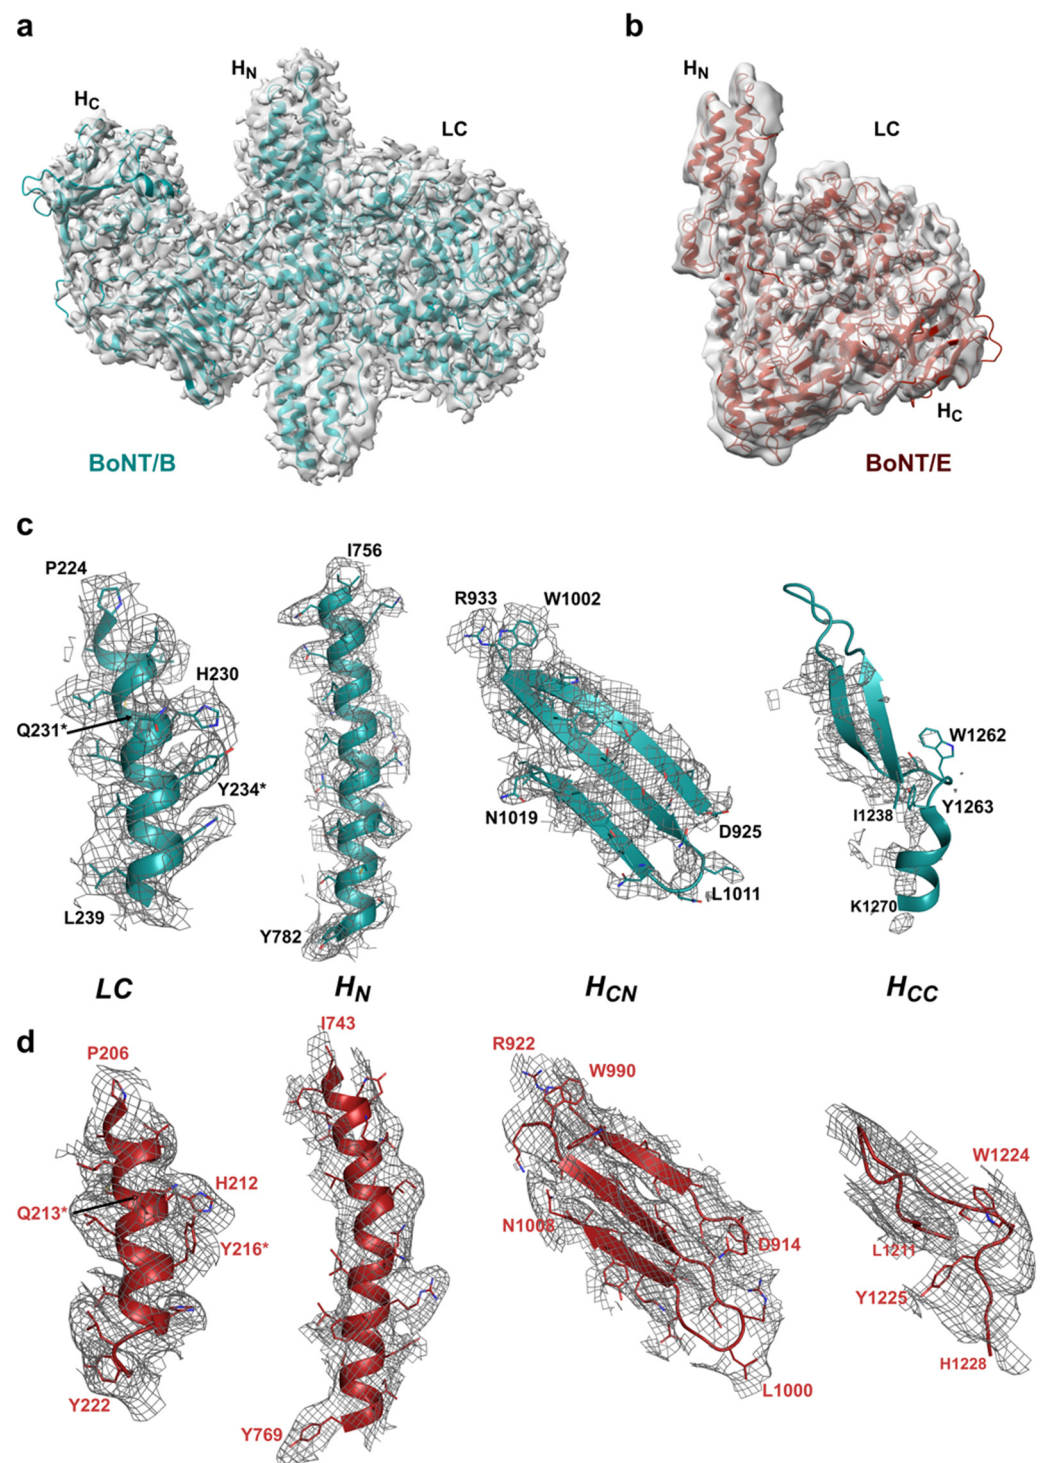 a
b
H_N
H_C
LC
H_N
LC
H_C
BoNT/B
BoNT/E
c
P224
H230
Q231*
Y234*
L239
I756
Y782
R933
W1002
N1019
D925
L1011
W1262
I1238
Y1263
K1270
LC
H_N
H_CN
H_CC
d
P206
H212
Q213*
Y216*
Y222
I743
Y769
R922
W990
N1008
D914
L1000
W1224
L1211
Y1225
H1228